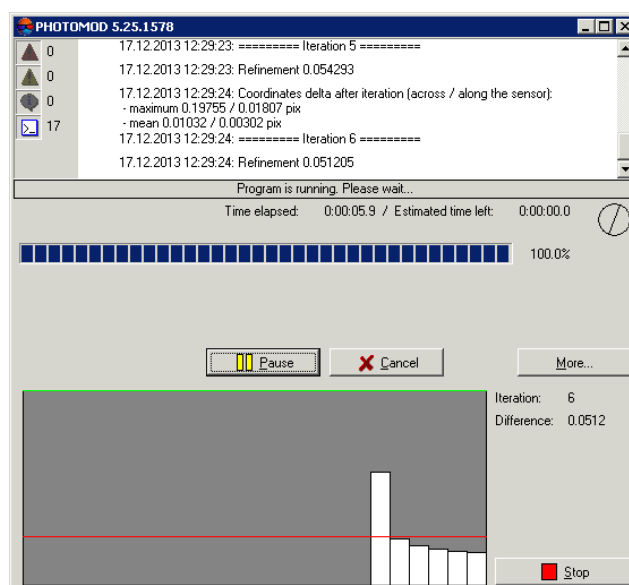 PHOTOMOD 5.25.1578
0
0
0
17
17.12.2013 12:29:23: ========= Iteration 5 =========
17.12.2013 12:29:23: Refinement 0.054293
17.12.2013 12:29:24: Coordinates delta after iteration (across / along the sensor):
- maximum 0.19755 / 0.01807 pix
- mean 0.01032 / 0.00302 pix
17.12.2013 12:29:24: ========= Iteration 6 =========
17.12.2013 12:29:24: Refinement 0.051205
Program is running. Please wait...
Time elapsed: 0:00:05.9 / Estimated time left: 0:00:00.0
100.0%
Pause
Cancel
More...
Iteration: 6
Difference: 0.0512
Stop